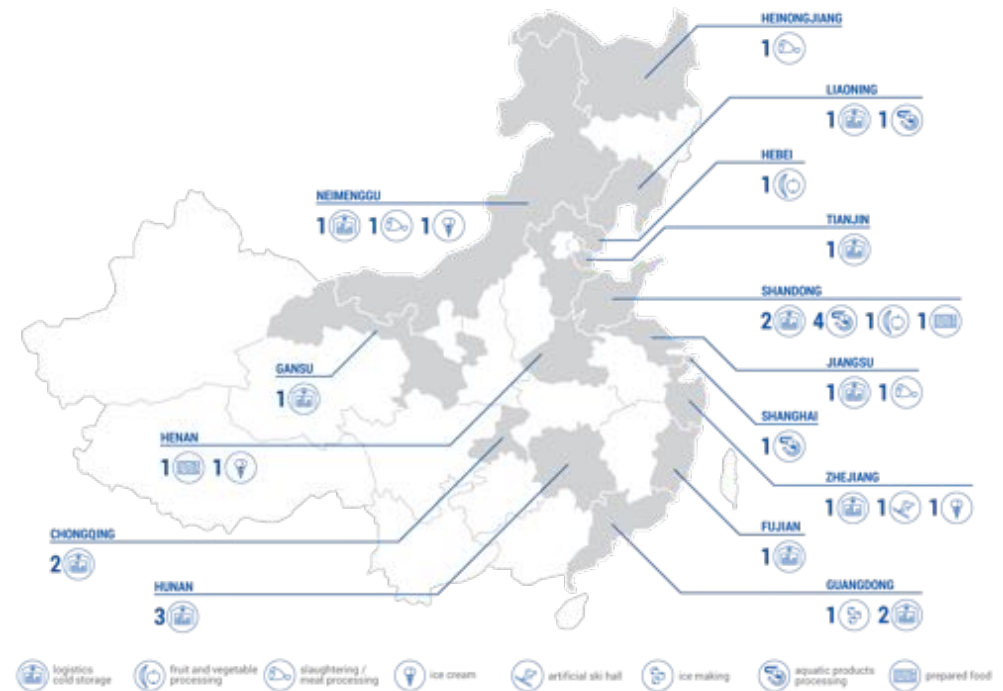 HEINONGJIANG
1
LIAONING
1 1
HEBEI
1
NEIMENGGU
1 1 1
TIANJIN
1
SHANDONG
2 4 1 1
GANSU
1
JIANGSU
1 1
SHANGHAI
1
HENAN
1 1
ZHEJIANG
1 1 1
CHONGQING
2
FUJIAN
1
HUNAN
3
GUANGDONG
1 2
logistics
cold storage
fruit and vegetable
processing
slaughtering /
meat processing
ice cream
artificial ski hall
ice making
aquatic products
processing
prepared food